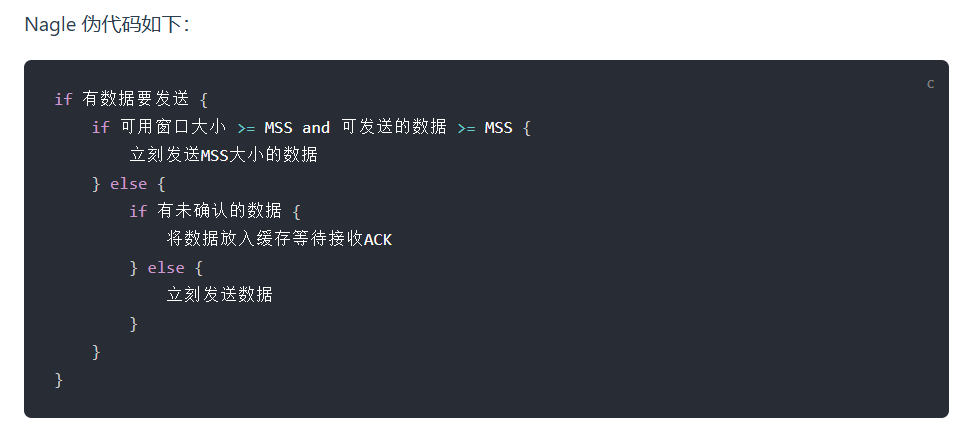 Nagle 伪代码如下：
c
if 有数据要发送 {
    if 可用窗口大小 >= MSS and 可发送的数据 >= MSS {
        立刻发送MSS大小的数据
    } else {
        if 有未确认的数据 {
            将数据放入缓存等待接收ACK
        } else {
            立刻发送数据
        }
    }
}